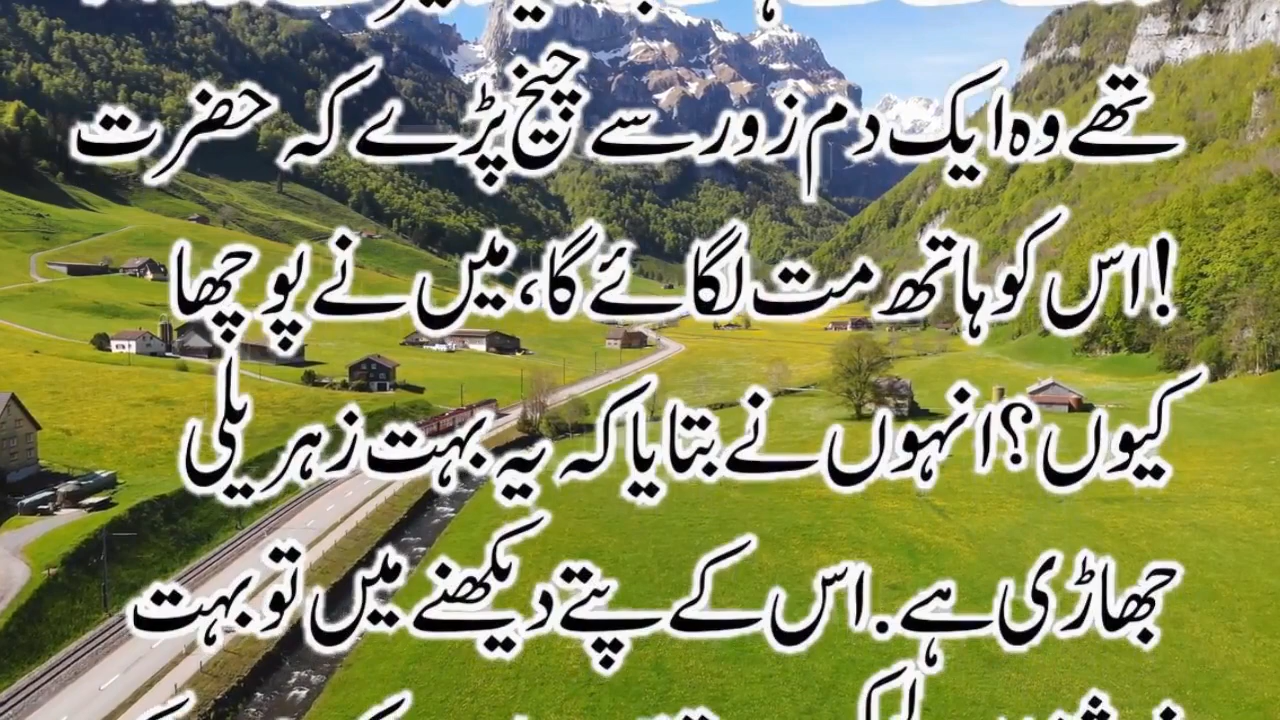 تھے وہ ایک دم زور سے چیخ پڑے کہ حضرت
!اس کو ہاتھ مت لگائے گا، میں نے پوچھا
کیوں؟ انہوں نے بتایا کہ یہ بہت زہریلی
جھاڑی ہے. اس کے پتے دیکھنے میں تو بہت